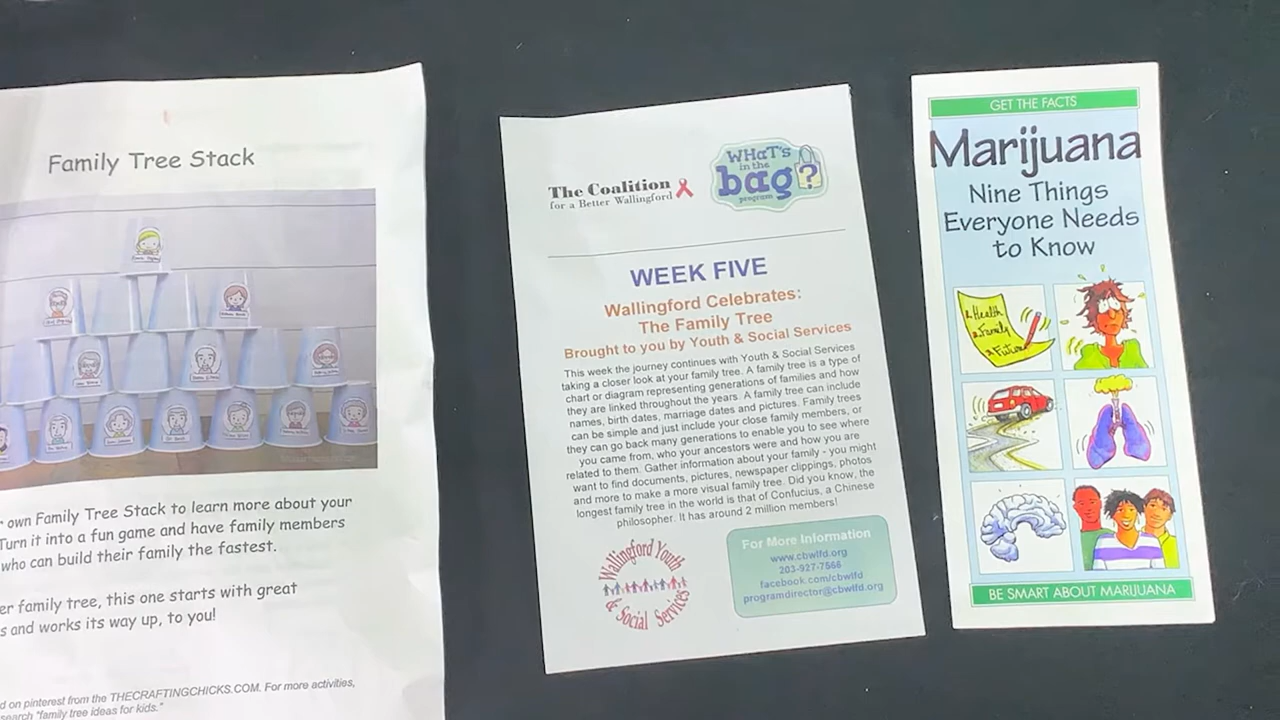 Family Tree Stack
own Family Tree Stack to learn more about your
Turn it into a fun game and have family members
who can build their family the fastest.
er family tree, this one starts with great
s and works its way up, to you!
d on pinterest from the THECRAFTINGCHICKS.COM. For more activities,
search "family tree ideas for kids."
The Coalition
for a Better Wallingford
WHaT's
in the
bag?
program
WEEK FIVE
Wallingford Celebrates:
The Family Tree
Brought to you by Youth & Social Services
This week the journey continues with Youth & Social Services
taking a closer look at your family tree. A family tree is a type of
chart or diagram representing generations of families and how
they are linked throughout the years. A family tree can include
names, birth dates, marriage dates and pictures. Family trees
can be simple and just include your close family members, or
they can go back many generations to enable you to see where
you came from, who your ancestors were and how you are
related to them. Gather information about your family - you might
want to find documents, pictures, newspaper clippings, photos
and more to make a more visual family tree. Did you know, the
longest family tree in the world is that of Confucius, a Chinese
philosopher. It has around 2 million members!
Wallingford Youth
& Social Services
For More Information
www.cbwlfd.org
203-927-7566
facebook.com/cbwlfd
programdirector@cbwlfd.org
GET THE FACTS
Marijuana
Nine Things
Everyone Needs
to Know
1. Health
2. Family
3. Future
BE SMART ABOUT MARIJUANA